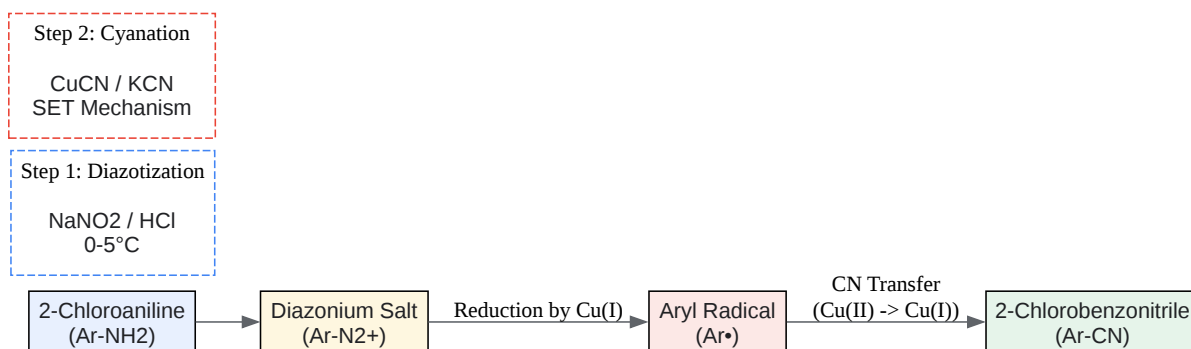 Step 2: Cyanation
CuCN / KCN
SET Mechanism
Step 1: Diazotization
NaNO2 / HCl
0-5°C
2-Chloroaniline
(Ar-NH2)
Diazonium Salt
(Ar-N2+)
Reduction by Cu(I)
Aryl Radical
(Ar•)
CN Transfer
(Cu(II) -> Cu(I))
2-Chlorobenzonitrile
(Ar-CN)